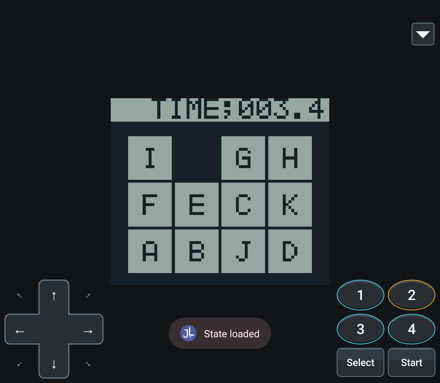 TIME;003.4
I G H
F E C K
A B J D
1 2
3 4
JL State loaded
Select Start